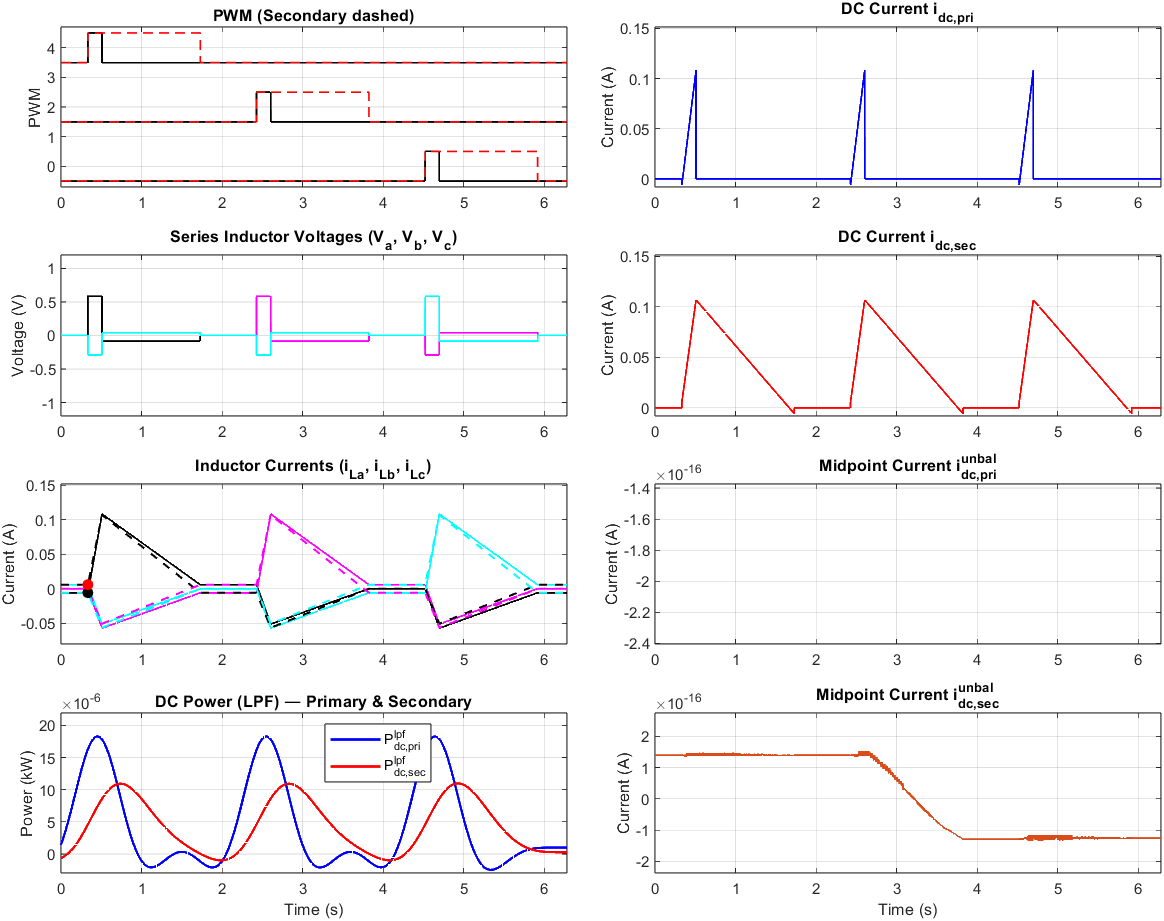 PWM (Secondary dashed)
PWM
4
3
2
1
0
0 1 2 3 4 5 6
DC Current i_dc,pri
Current (A)
0.15
0.1
0.05
0
0 1 2 3 4 5 6
Series Inductor Voltages (V_a, V_b, V_c)
Voltage (V)
1
0.5
0
-0.5
-1
0 1 2 3 4 5 6
DC Current i_dc,sec
Current (A)
0.15
0.1
0.05
0
0 1 2 3 4 5 6
Inductor Currents (i_La, i_Lb, i_Lc)
Current (A)
0.15
0.1
0.05
0
-0.05
0 1 2 3 4 5 6
Midpoint Current i_dc,pri^unbal
×10^-16
Current (A)
-1.4
-1.6
-1.8
-2
-2.2
-2.4
0 1 2 3 4 5 6
DC Power (LPF) — Primary & Secondary
×10^-6
Power (kW)
20
15
10
5
0
P_dc,pri^lpf
P_dc,sec^lpf
0 1 2 3 4 5 6
Time (s)
Midpoint Current i_dc,sec^unbal
×10^-16
Current (A)
2
1
0
-1
-2
0 1 2 3 4 5 6
Time (s)